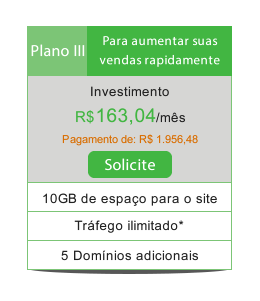 Plano III
Para aumentar suas
vendas rapidamente
Investimento
R$163,04/mês
Pagamento de: R$ 1.956,48
Solicite
10GB de espaço para o site
Tráfego ilimitado*
5 Domínios adicionais